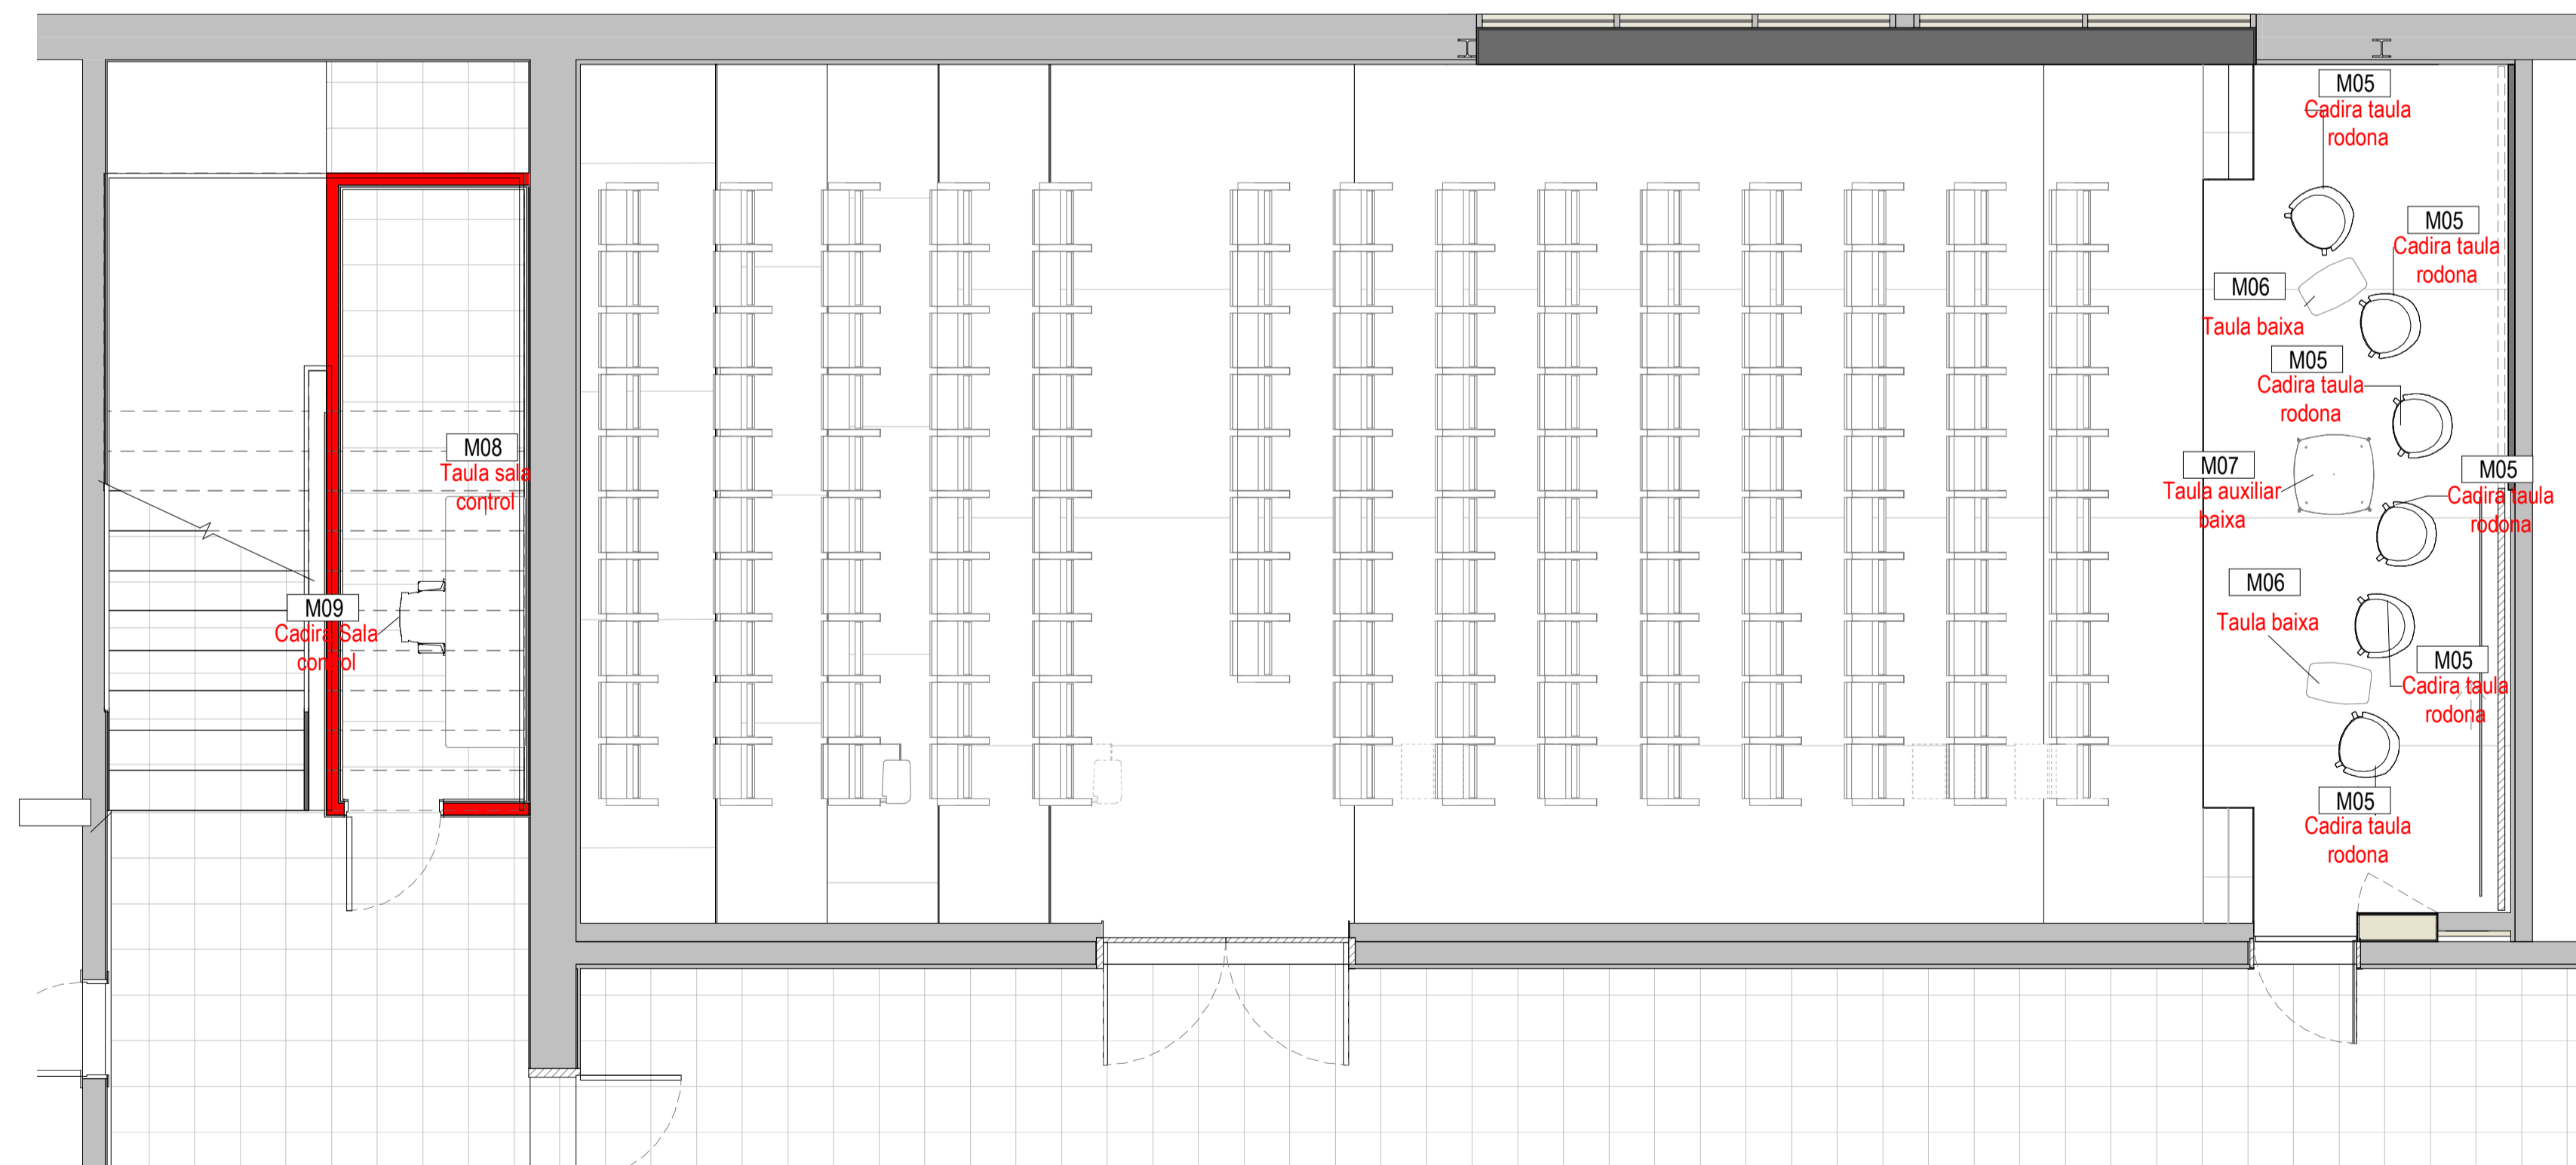 M05
Cadira taula
rodona
M05
Cadira taula
rodona
M06
Taula baixa
M05
Cadira taula
rodona
M07
Taula auxiliar
baixa
M05
Cadira taula
rodona
M06
Taula baixa
M05
Cadira taula
rodona
M05
Cadira taula
rodona
M08
Taula sala
control
M09
Cadira Sala
control